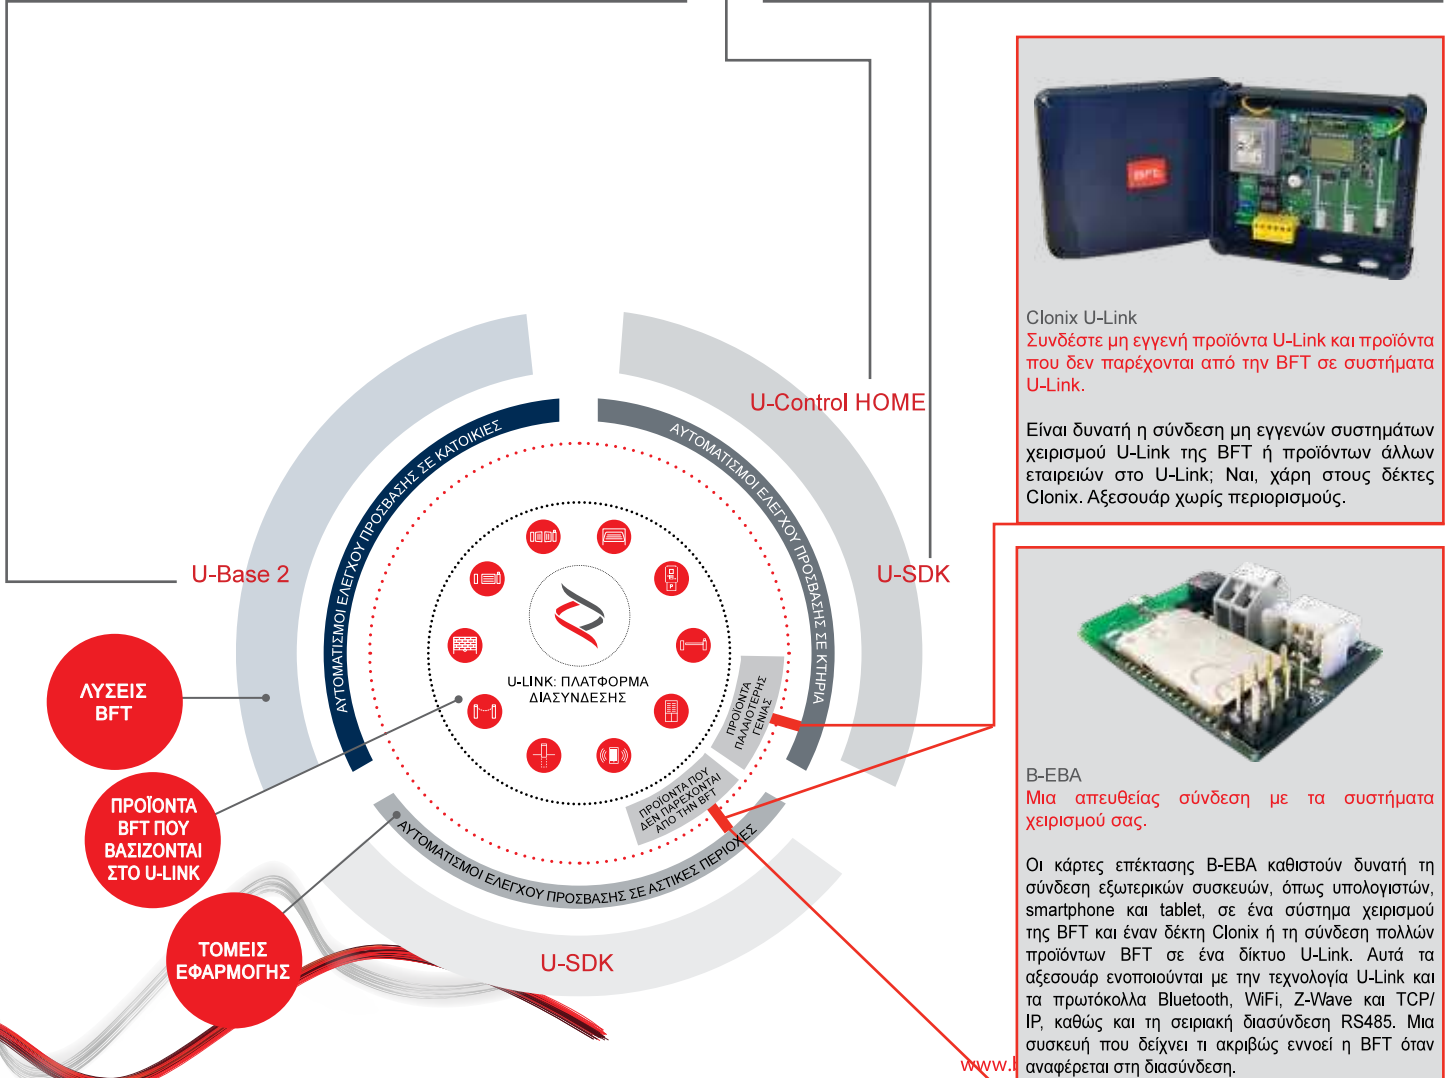 BFT
Clonix U-Link
Συνδέστε μη εγγενή προϊόντα U-Link και προϊόντα
που δεν παρέχονται από την BFT σε συστήματα
U-Link.
Είναι δυνατή η σύνδεση μη εγγενών συστημάτων
χειρισμού U-Link της BFT ή προϊόντων άλλων
εταιρειών στο U-Link; Ναι, χάρη στους δέκτες
Clonix. Αξεσουάρ χωρίς περιορισμούς.
U-Control HOME
ΑΥΤΟΜΑΤΙΣΜΟΙ ΕΛΕΓΧΟΥ ΠΡΟΣΒΑΣΗΣ ΣΕ ΚΑΤΟΙΚΙΕΣ
ΑΥΤΟΜΑΤΙΣΜΟΙ ΕΛΕΓΧΟΥ ΠΡΟΣΒΑΣΗΣ ΣΕ ΚΤΗΡΙΑ
U-Base 2
U-SDK
P
U-LINK: ΠΛΑΤΦΟΡΜΑ
ΔΙΑΣΥΝΔΕΣΗΣ
ΛΥΣΕΙΣ
BFT
ΠΡΟΪΟΝΤΑ
ΠΑΛΑΙΟΤΕΡΗΣ
ΓΕΝΙΑΣ
ΠΡΟΪΟΝΤΑ ΠΟΥ
ΔΕΝ ΠΑΡΕΧΟΝΤΑΙ
ΑΠΟ ΤΗΝ BFT
ΠΡΟΪΟΝΤΑ
BFT ΠΟΥ
ΒΑΣΙΖΟΝΤΑΙ
ΣΤΟ U-LINK
ΑΥΤΟΜΑΤΙΣΜΟΙ ΕΛΕΓΧΟΥ ΠΡΟΣΒΑΣΗΣ ΣΕ ΑΣΤΙΚΕΣ ΠΕΡΙΟΧΕΣ
ΤΟΜΕΙΣ
ΕΦΑΡΜΟΓΗΣ
U-SDK
B-EBA
Μια απευθείας σύνδεση με τα συστήματα
χειρισμού σας.
Οι κάρτες επέκτασης B-EBA καθιστούν δυνατή τη
σύνδεση εξωτερικών συσκευών, όπως υπολογιστών,
smartphone και tablet, σε ένα σύστημα χειρισμού
της BFT και έναν δέκτη Clonix ή τη σύνδεση πολλών
προϊόντων BFT σε ένα δίκτυο U-Link. Αυτά τα
αξεσουάρ ενοποιούνται με την τεχνολογία U-Link και
τα πρωτόκολλα Bluetooth, WiFi, Z-Wave και TCP/
IP, καθώς και τη σειριακή διασύνδεση RS485. Μια
συσκευή που δείχνει τι ακριβώς εννοεί η BFT όταν
αναφέρεται στη διασύνδεση.
www.